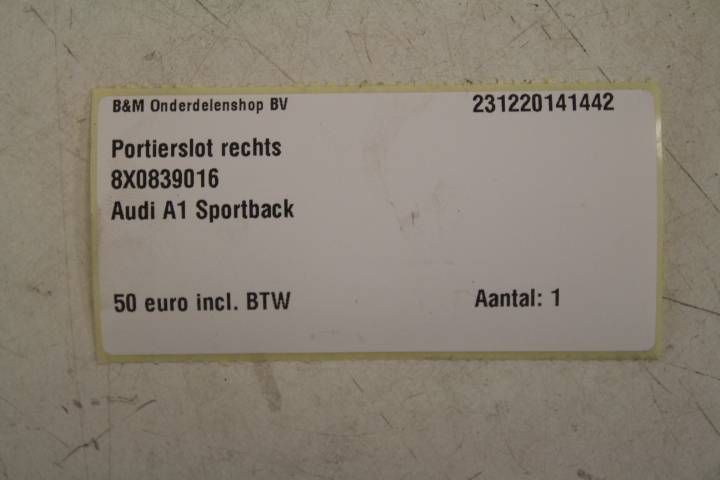 B&M Onderdelenshop BV 231220141442
Portierslot rechts
8X0839016
Audi A1 Sportback
50 euro incl. BTW Aantal: 1